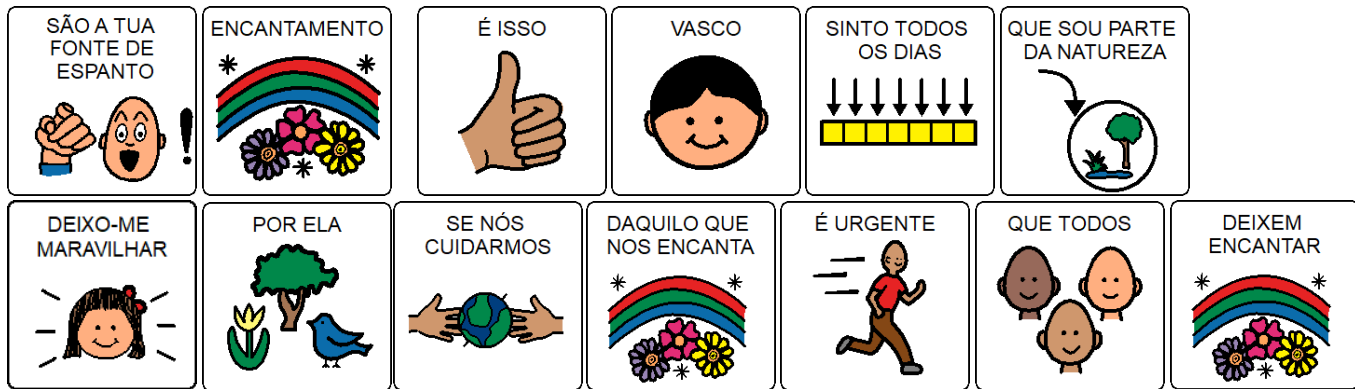 SÃO A TUA
FONTE DE
ESPANTO
ENCANTAMENTO
É ISSO
VASCO
SINTO TODOS
OS DIAS
QUE SOU PARTE
DA NATUREZA
DEIXO-ME
MARAVILHAR
POR ELA
SE NÓS
CUIDARMOS
DAQUILO QUE
NOS ENCANTA
É URGENTE
QUE TODOS
DEIXEM
ENCANTAR